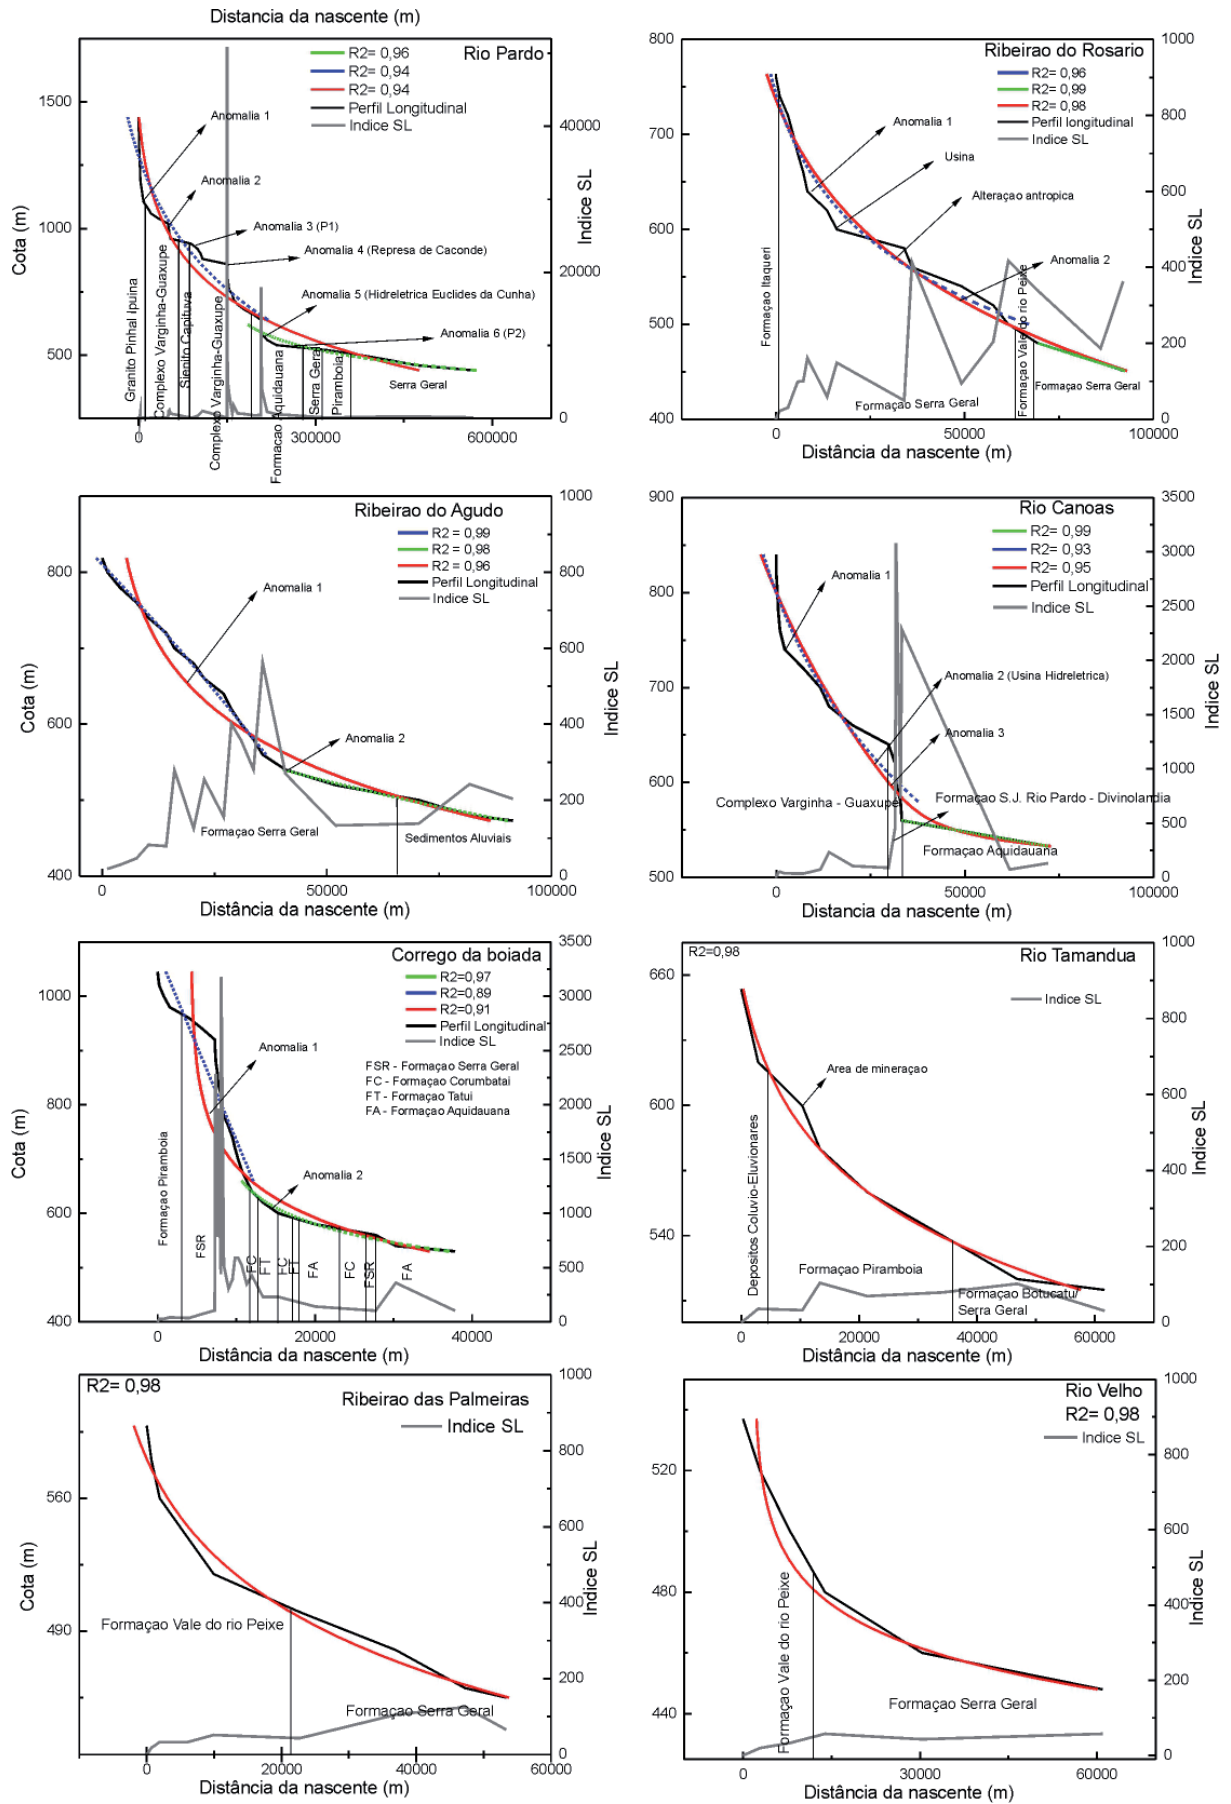 Distancia da nascente (m)
Rio Pardo
R2= 0,96
R2= 0,94
R2= 0,94
Perfil Longitudinal
Indice SL
Anomalia 1
Anomalia 2
Anomalia 3 (P1)
Anomalia 4 (Represa de Caconde)
Anomalia 5 (Hidreletrica Euclides da Cunha)
Anomalia 6 (P2)
Granito Pinhal Ipuina
Complexo Varginha-Guaxupe
Sienito Capituva
Complexo Varginha-Guaxupe
Formacao Aquidauana
Serra Geral
Piramboia
Serra Geral
Cota (m)
1500
1000
500
Indice SL
40000
20000
0
0
300000
600000
Ribeirao do Rosario
R2= 0,96
R2= 0,99
R2= 0,98
Perfil longitudinal
Indice SL
Anomalia 1
Usina
Alteraçao antropica
Anomalia 2
Formaçao Itaqueri
Formaçao Serra Geral
Formaçao Vale do rio Peixe
Formaçao Serra Geral
800
700
600
500
400
Indice SL
1000
800
600
400
200
0
0
50000
100000
Distância da nascente (m)
Ribeirao do Agudo
R2 = 0,99
R2 = 0,98
R2 = 0,96
Perfil Longitudinal
Indice SL
Anomalia 1
Anomalia 2
Formaçao Serra Geral
Sedimentos Aluviais
Cota (m)
800
600
400
Indice SL
1000
800
600
400
200
0
0
50000
100000
Distância da nascente (m)
Rio Canoas
R2= 0,99
R2= 0,93
R2= 0,95
Perfil Longitudinal
Indice SL
Anomalia 1
Anomalia 2 (Usina Hidreletrica)
Anomalia 3
Complexo Varginha - Guaxupe
Formaçao S.J. Rio Pardo - Divinolandia
Formaçao Aquidauana
900
800
700
600
500
Indice SL
3500
3000
2500
2000
1500
1000
500
0
0
50000
100000
Distância da nascente (m)
Corrego da boiada
R2=0,97
R2=0,89
R2=0,91
Perfil Longitudinal
Indice SL
FSR - Formaçao Serra Geral
FC - Formaçao Corumbatai
FT - Formaçao Tatui
FA - Formaçao Aquidauana
Anomalia 1
Anomalia 2
Formaçao Piramboia
FSR
FC
FT
FC
FT
FA
FC
FSR
FA
Cota (m)
1000
800
600
400
Indice SL
3500
3000
2500
2000
1500
1000
500
0
0
20000
40000
Distância da nascente (m)
R2=0,98
Rio Tamandua
Indice SL
Area de mineraçao
Depositos Coluvio-Eluvionares
Formaçao Piramboia
Formaçao Botucatu/
Serra Geral
660
600
540
Indice SL
1000
800
600
400
200
0
0
20000
40000
60000
Distância da nascente (m)
R2= 0,98
Ribeirao das Palmeiras
Indice SL
Formaçao Vale do rio Peixe
Formaçao Serra Geral
Cota (m)
560
490
Indice SL
1000
800
600
400
200
0
0
20000
40000
60000
Distância da nascente (m)
Rio Velho
R2= 0,98
Indice SL
Formaçao Vale do rio Peixe
Formaçao Serra Geral
520
480
440
Indice SL
1000
800
600
400
200
0
0
30000
60000
Distância da nascente (m)